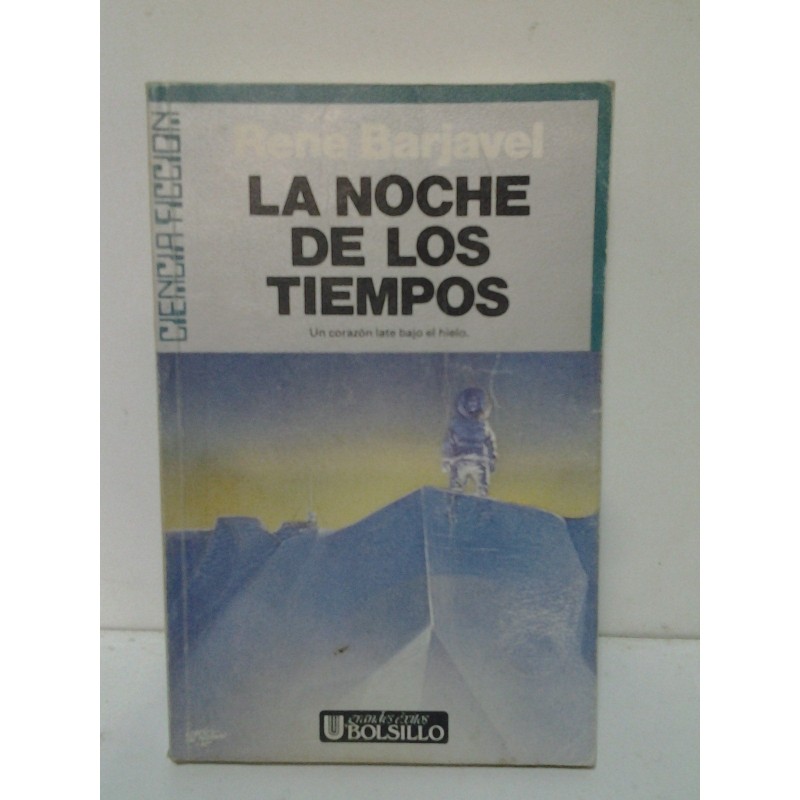 CIENCIA FICCION
René Barjavel
LA NOCHE
DE LOS
TIEMPOS
Un corazón late bajo el hielo.
grandes éxitos
BOLSILLO